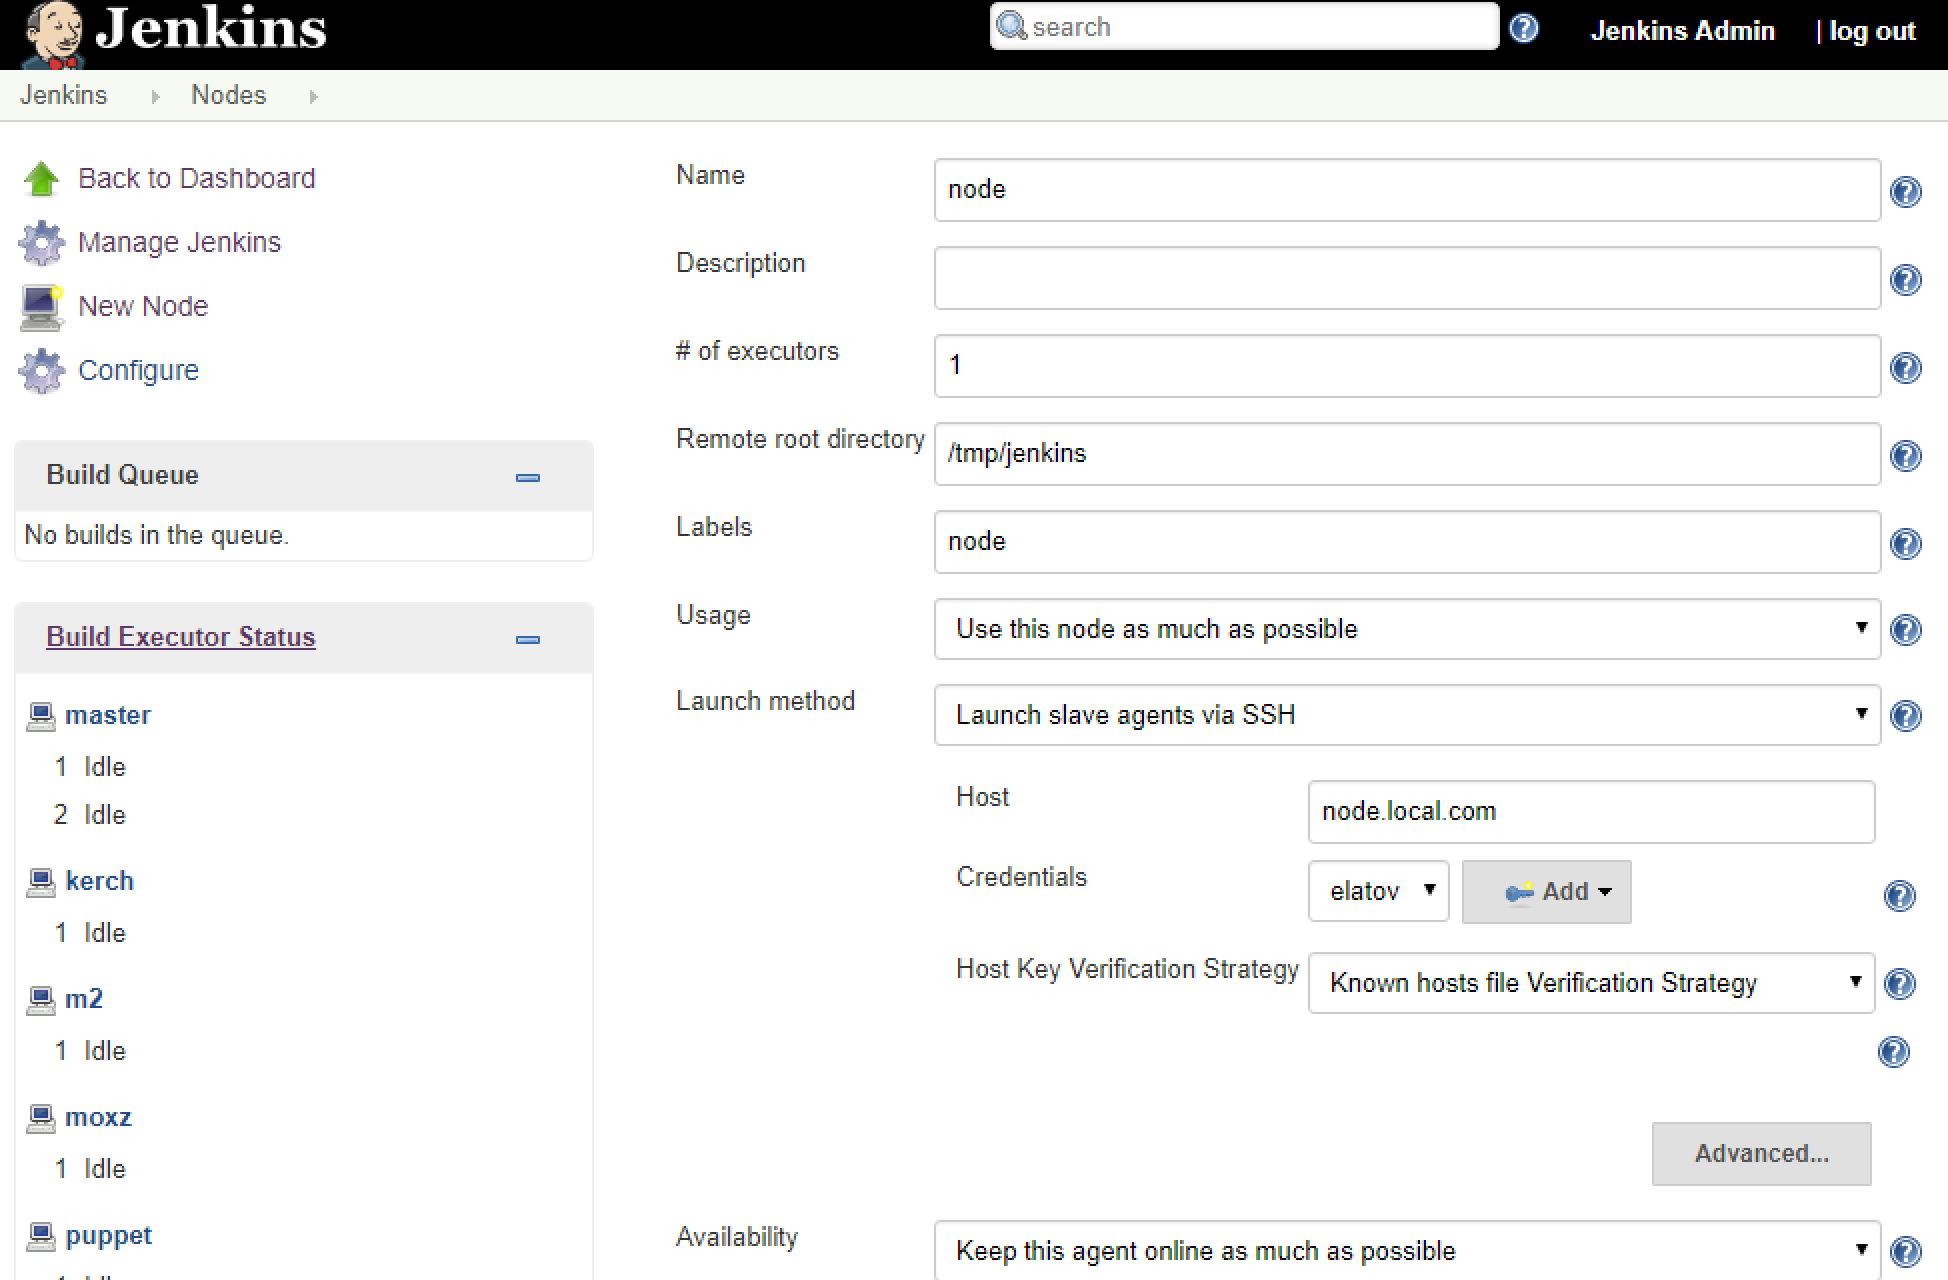 Jenkins
search
Jenkins Admin | log out
Jenkins Nodes
Back to Dashboard
Manage Jenkins
New Node
Configure
Build Queue
No builds in the queue.
Build Executor Status
master
1 Idle
2 Idle
kerch
1 Idle
m2
1 Idle
moxz
1 Idle
puppet
1 Idle
Name node
Description
# of executors 1
Remote root directory /tmp/jenkins
Labels node
Usage Use this node as much as possible
Launch method Launch slave agents via SSH
Host node.local.com
Credentials elatov Add
Host Key Verification Strategy Known hosts file Verification Strategy
Advanced...
Availability Keep this agent online as much as possible